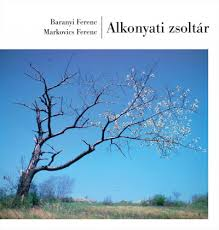 Baranyi Ferenc
Markovics Ferenc
Alkonyati zsoltár